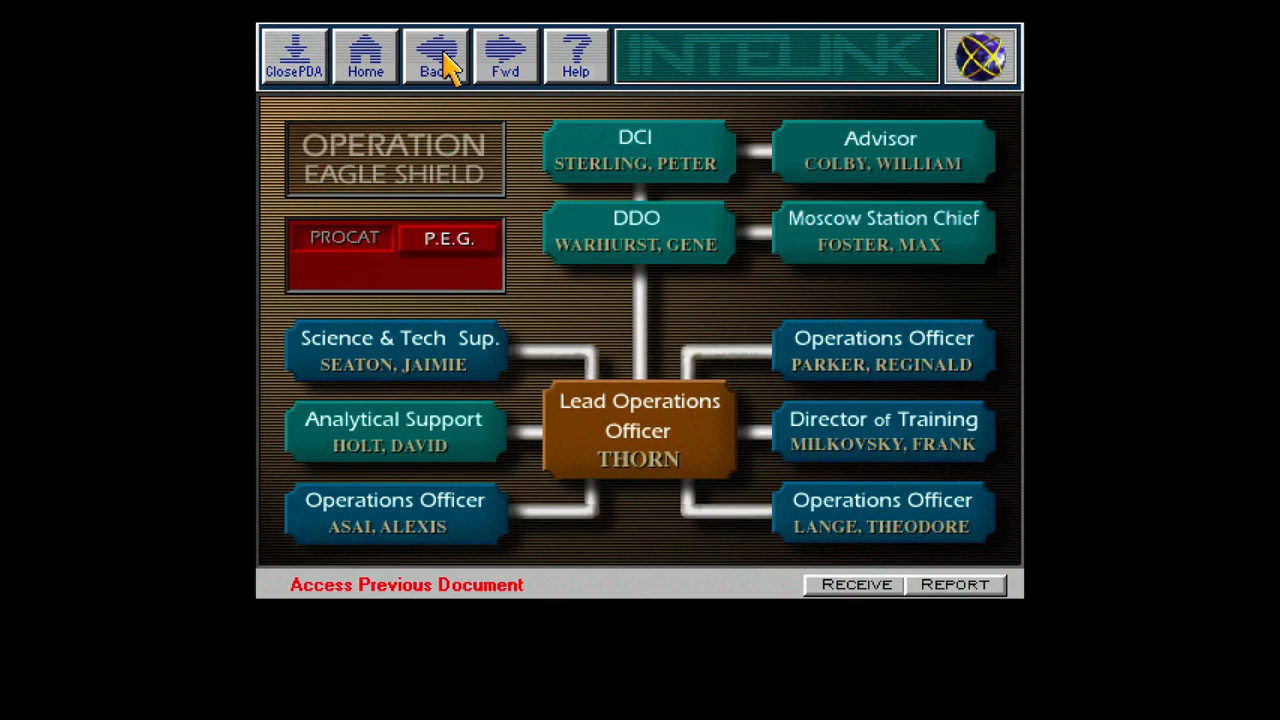 ClosePDA
Home
Back
Fwd
Help
INTELINK
OPERATION
EAGLE SHIELD
DCI
STERLING, PETER
Advisor
COLBY, WILLIAM
PROCAT
P.E.G.
DDO
WARHURST, GENE
Moscow Station Chief
FOSTER, MAX
Science & Tech Sup.
SEATON, JAIMIE
Operations Officer
PARKER, REGINALD
Lead Operations
Officer
THORN
Analytical Support
HOLT, DAVID
Director of Training
MILKOVSKY, FRANK
Operations Officer
ASAI, ALEXIS
Operations Officer
LANGE, THEODORE
Access Previous Document
RECEIVE
REPORT